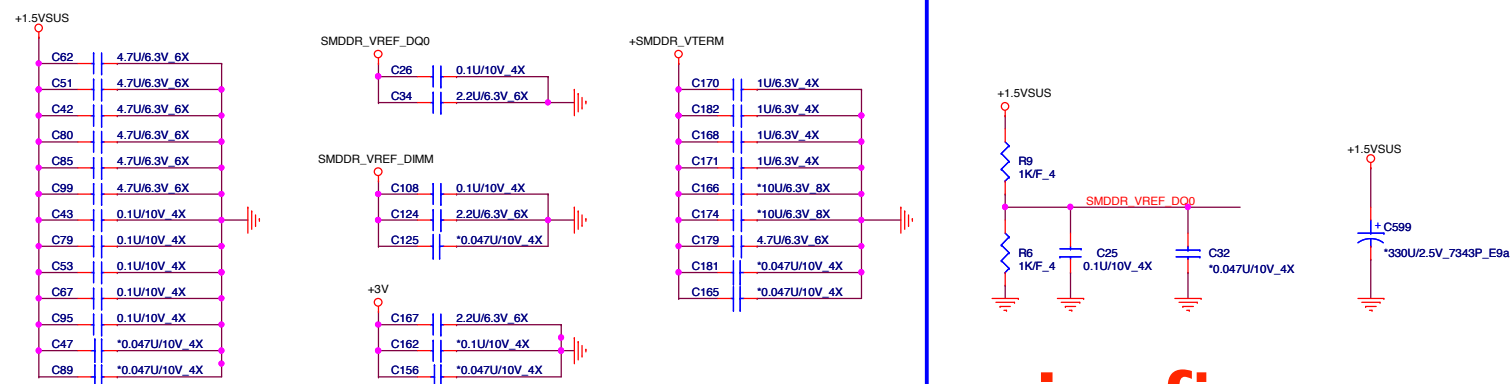 +1.5VSUS
C62 4.7U/6.3V_6X
C51 4.7U/6.3V_6X
C42 4.7U/6.3V_6X
C80 4.7U/6.3V_6X
C85 4.7U/6.3V_6X
C99 4.7U/6.3V_6X
C43 0.1U/10V_4X
C79 0.1U/10V_4X
C53 0.1U/10V_4X
C67 0.1U/10V_4X
C95 0.1U/10V_4X
C47 *0.047U/10V_4X
C89 *0.047U/10V_4X
SMDDR_VREF_DQ0
C26 0.1U/10V_4X
C34 2.2U/6.3V_6X
SMDDR_VREF_DIMM
C108 0.1U/10V_4X
C124 2.2U/6.3V_6X
C125 *0.047U/10V_4X
+3V
C167 2.2U/6.3V_6X
C162 *0.1U/10V_4X
C156 *0.047U/10V_4X
+SMDDR_VTERM
C170 1U/6.3V_4X
C182 1U/6.3V_4X
C168 1U/6.3V_4X
C171 1U/6.3V_4X
C166 *10U/6.3V_8X
C174 *10U/6.3V_8X
C179 4.7U/6.3V_6X
C181 *0.047U/10V_4X
C165 *0.047U/10V_4X
+1.5VSUS
R9
1K/F_4
SMDDR_VREF_DQ0
R6
1K/F_4
C25
0.1U/10V_4X
C32
*0.047U/10V_4X
+1.5VSUS
+ C599
*330U/2.5V_7343P_E9a